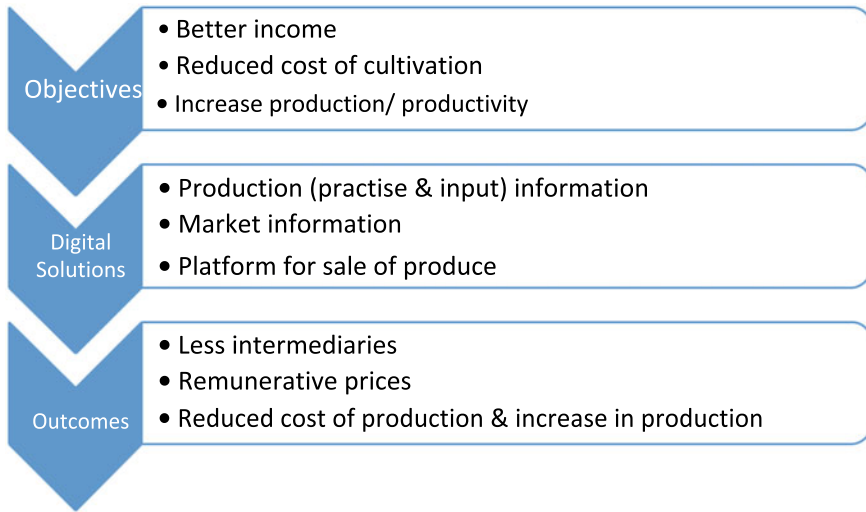 Objectives
• Better income
• Reduced cost of cultivation
• Increase production/ productivity
Digital
Solutions
• Production (practise & input) information
• Market information
• Platform for sale of produce
Outcomes
• Less intermediaries
• Remunerative prices
• Reduced cost of production & increase in production